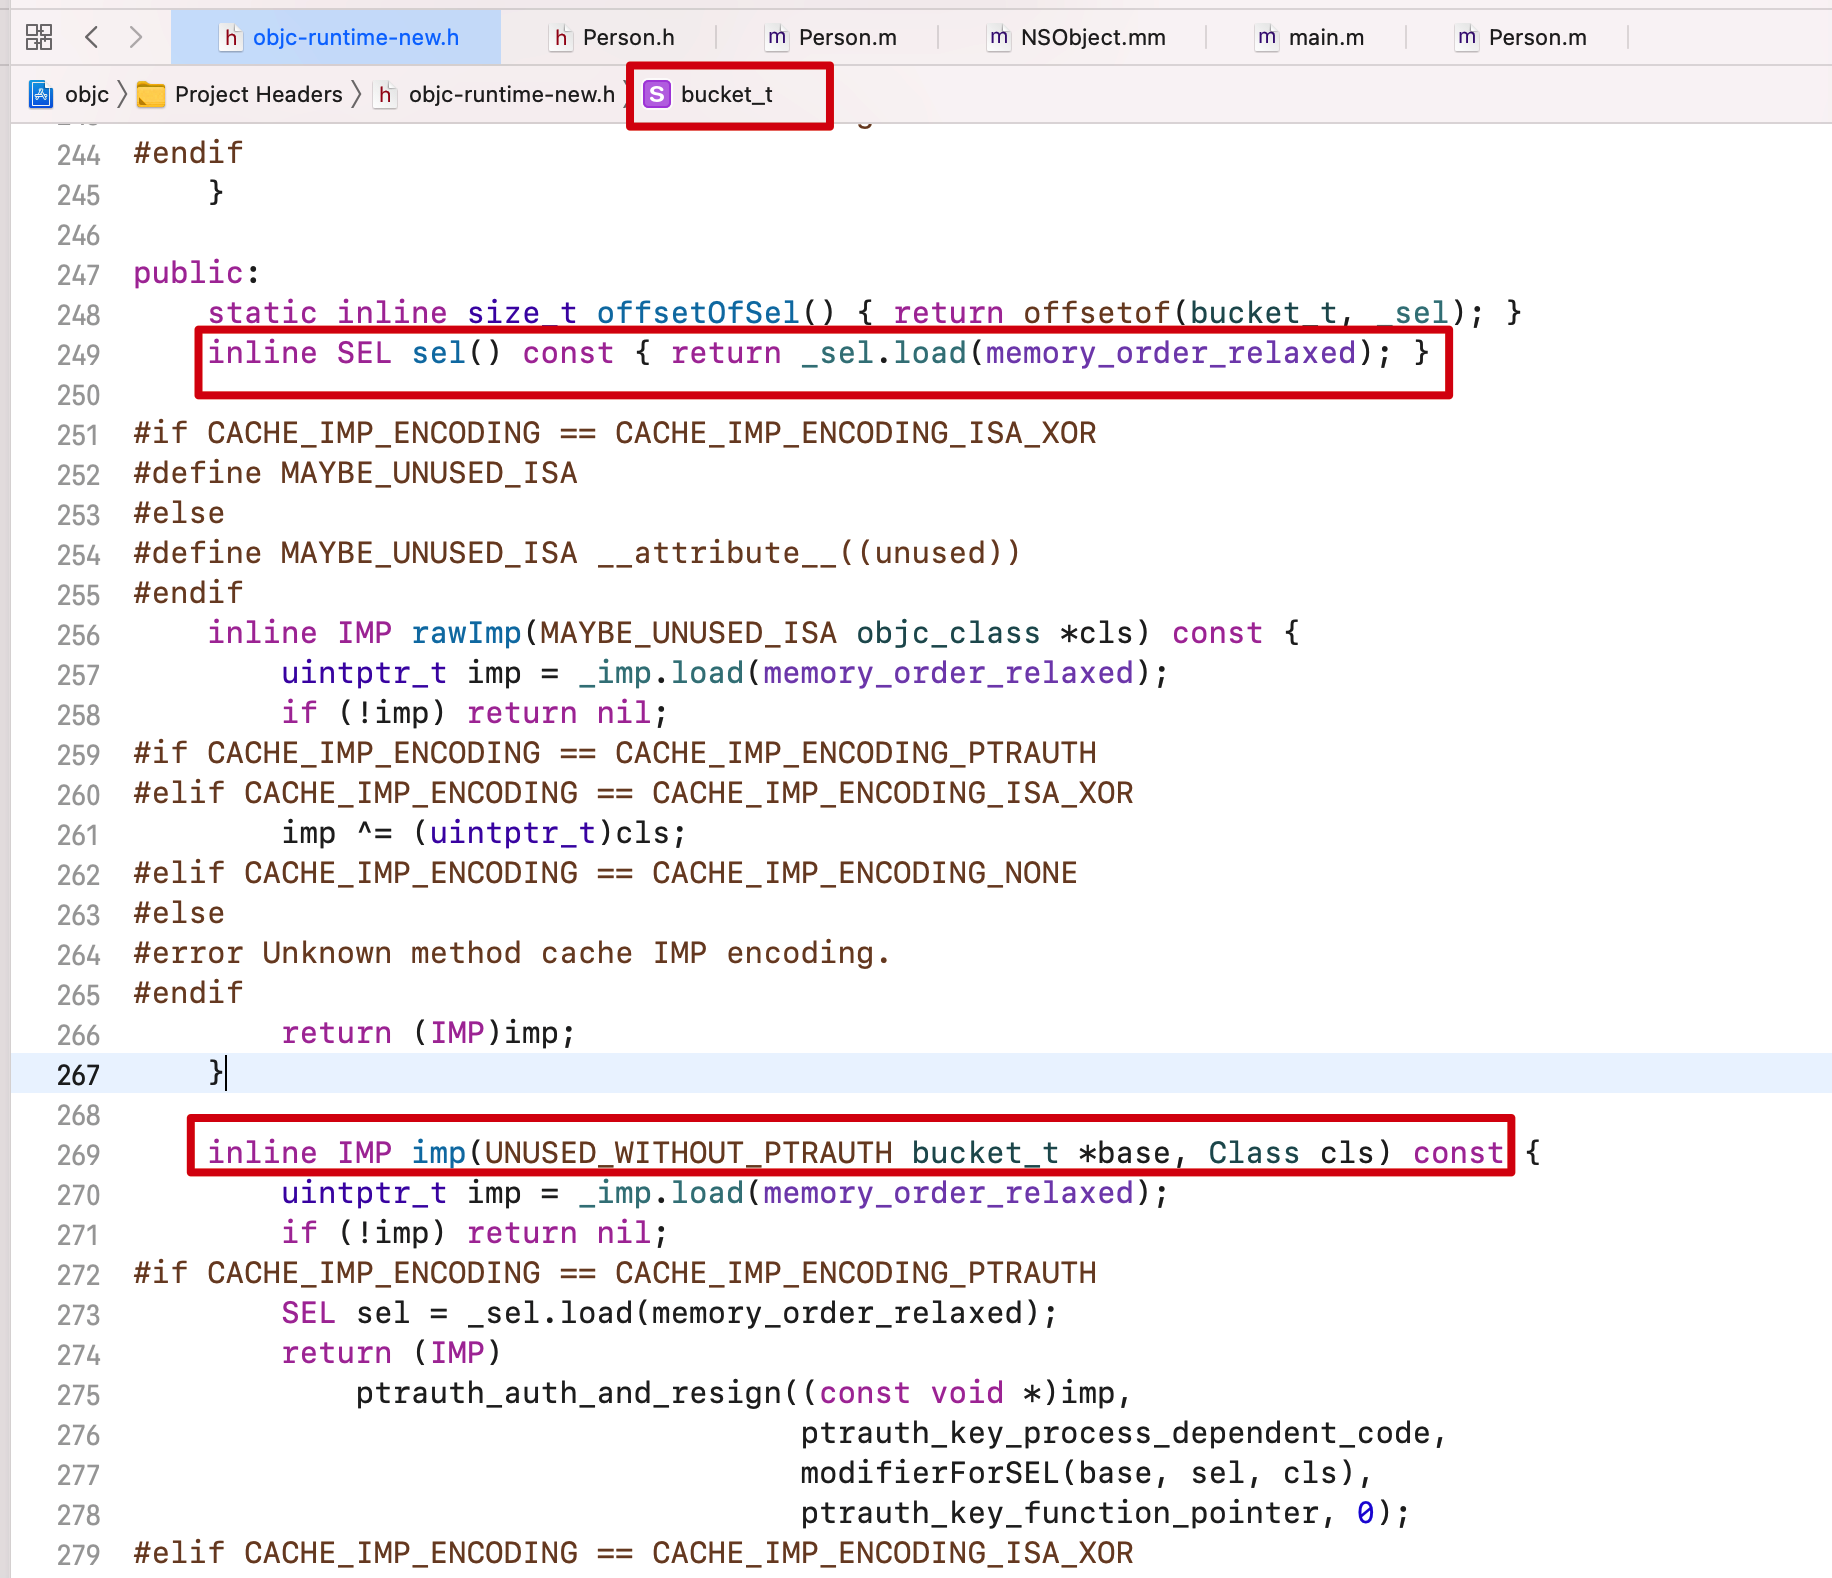 objc-runtime-new.h Person.h Person.m NSObject.mm main.m Person.m
objc Project Headers objc-runtime-new.h S bucket_t
244 #endif
245     }
246
247 public:
248     static inline size_t offsetOfSel() { return offsetof(bucket_t, _sel); }
249     inline SEL sel() const { return _sel.load(memory_order_relaxed); }
250
251 #if CACHE_IMP_ENCODING == CACHE_IMP_ENCODING_ISA_XOR
252 #define MAYBE_UNUSED_ISA
253 #else
254 #define MAYBE_UNUSED_ISA __attribute__((unused))
255 #endif
256     inline IMP rawImp(MAYBE_UNUSED_ISA objc_class *cls) const {
257         uintptr_t imp = _imp.load(memory_order_relaxed);
258         if (!imp) return nil;
259 #if CACHE_IMP_ENCODING == CACHE_IMP_ENCODING_PTRAUTH
260 #elif CACHE_IMP_ENCODING == CACHE_IMP_ENCODING_ISA_XOR
261         imp ^= (uintptr_t)cls;
262 #elif CACHE_IMP_ENCODING == CACHE_IMP_ENCODING_NONE
263 #else
264 #error Unknown method cache IMP encoding.
265 #endif
266         return (IMP)imp;
267     }
268
269     inline IMP imp(UNUSED_WITHOUT_PTRAUTH bucket_t *base, Class cls) const {
270         uintptr_t imp = _imp.load(memory_order_relaxed);
271         if (!imp) return nil;
272 #if CACHE_IMP_ENCODING == CACHE_IMP_ENCODING_PTRAUTH
273         SEL sel = _sel.load(memory_order_relaxed);
274         return (IMP)
275             ptrauth_auth_and_resign((const void *)imp,
276                                     ptrauth_key_process_dependent_code,
277                                     modifierForSEL(base, sel, cls),
278                                     ptrauth_key_function_pointer, 0);
279 #elif CACHE_IMP_ENCODING == CACHE_IMP_ENCODING_ISA_XOR